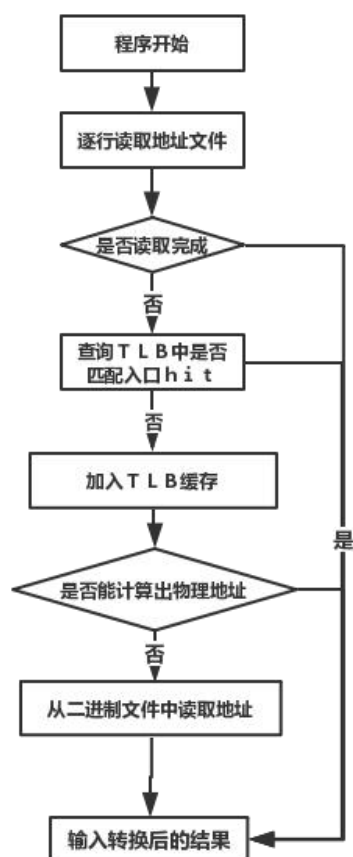 程序开始
逐行读取地址文件
是否读取完成
否
查询ＴＬＢ中是否
匹配入口ｈｉｔ
否
加入ＴＬＢ缓存
是
是否能计算出物理地址
否
从二进制文件中读取地址
输入转换后的结果